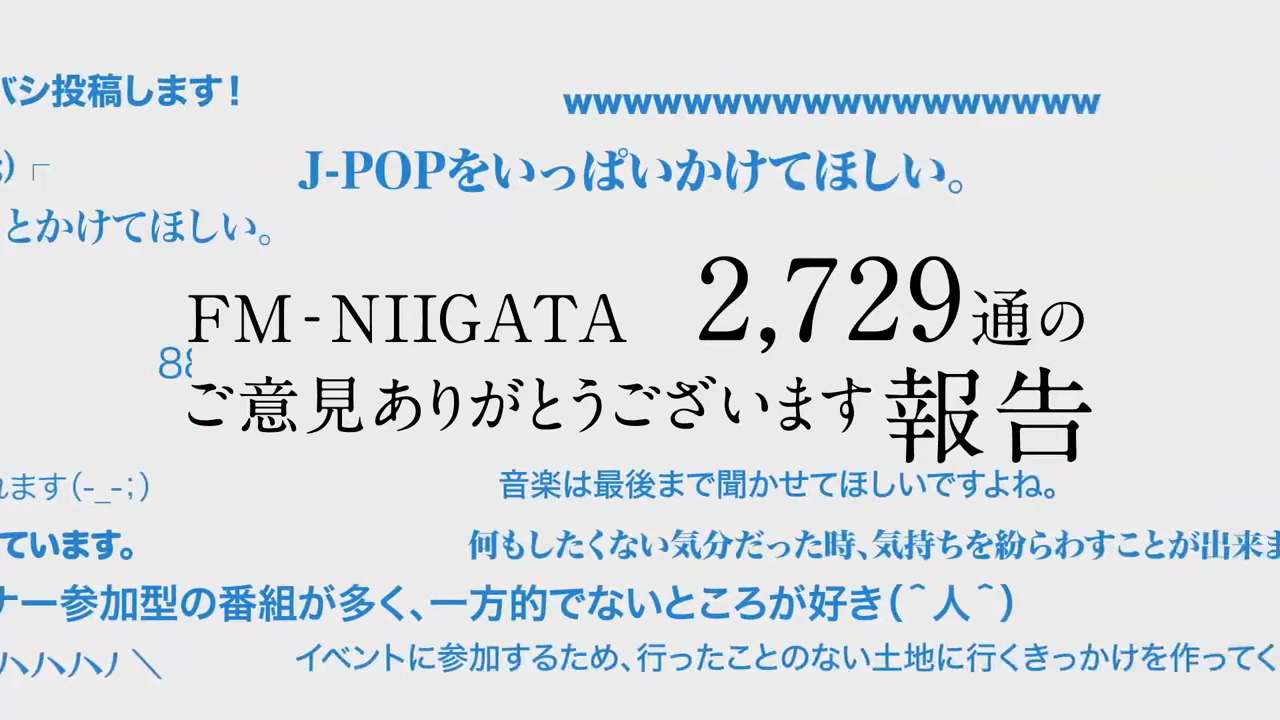 バシ投稿します!
wwwwwwwwwwwwwwwwww
)┌
J-POPをいっぱいかけてほしい。
とかけてほしい。
FM-NIIGATA 2,729通の
88
ご意見ありがとうございます報告
れます(-_-;)
音楽は最後まで聞かせてほしいですよね。
ています。
何もしたくない気分だった時、気持ちを紛らわすことが出来ま
ナー参加型の番組が多く、一方的でないところが好き(^人^)
ハハハハ \
イベントに参加するため、行ったことのない土地に行くきっかけを作ってく